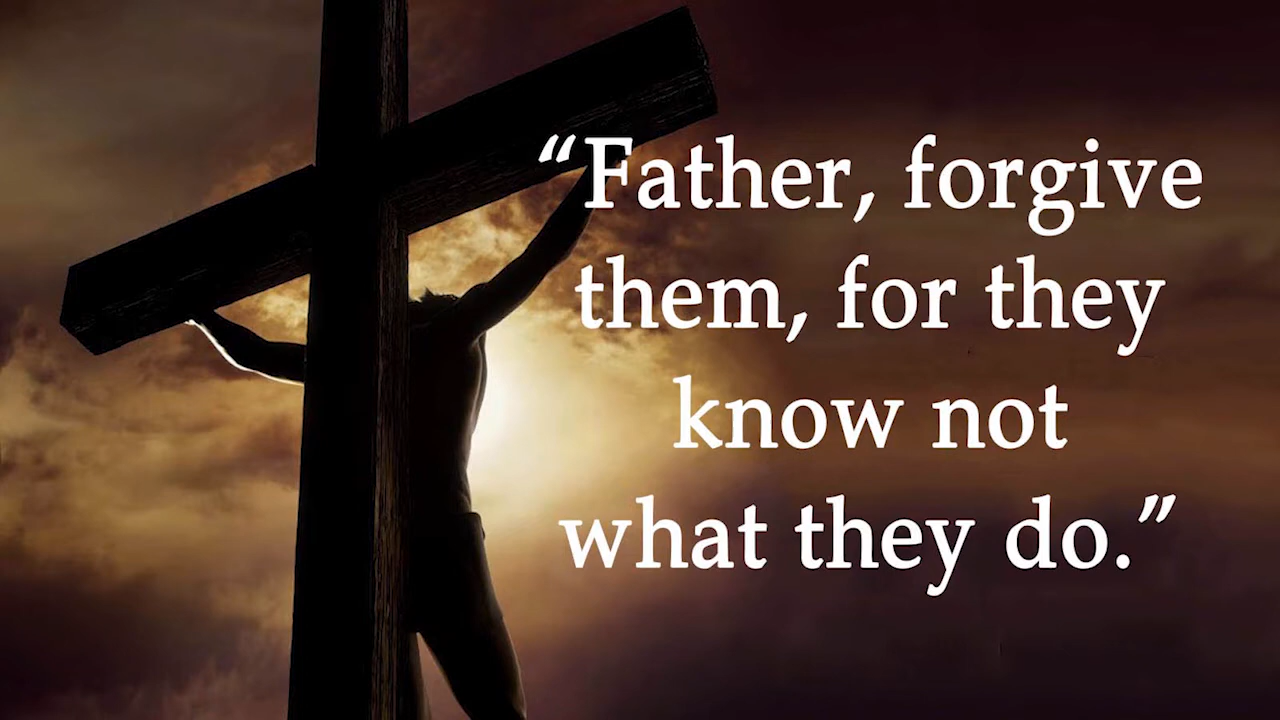 “Father, forgive
them, for they
know not
what they do.”